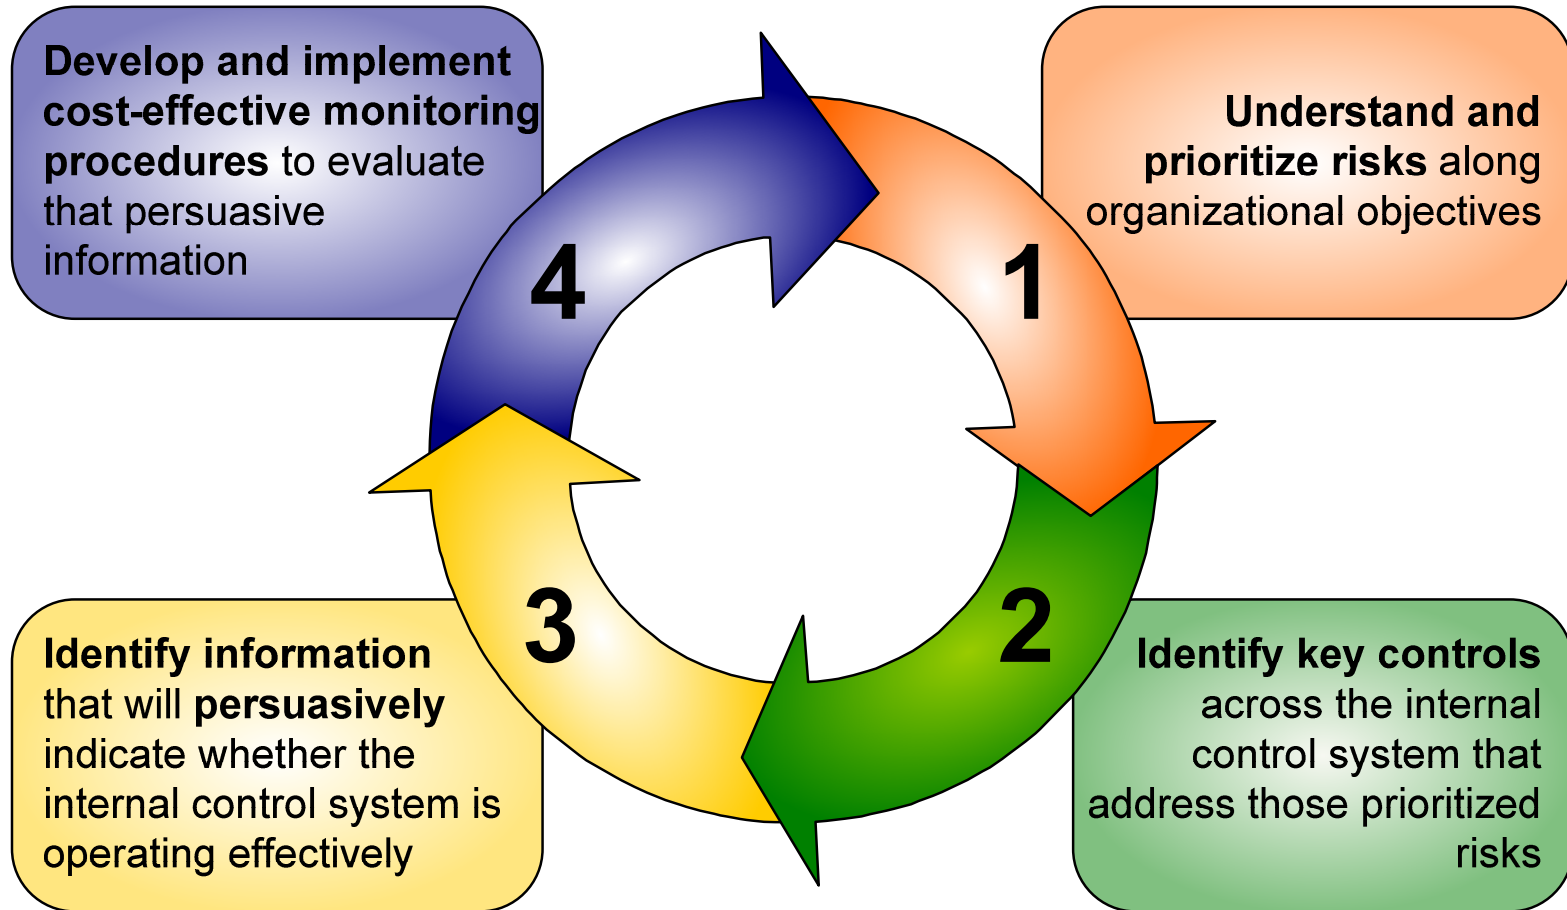 Understand and
prioritize risks along
organizational objectives
1
Identify key controls
across the internal
control system that
address those prioritized
risks
2
Identify information
that will persuasively
indicate whether the
internal control system is
operating effectively
3
Develop and implement
cost-effective monitoring
procedures to evaluate
that persuasive
information
4